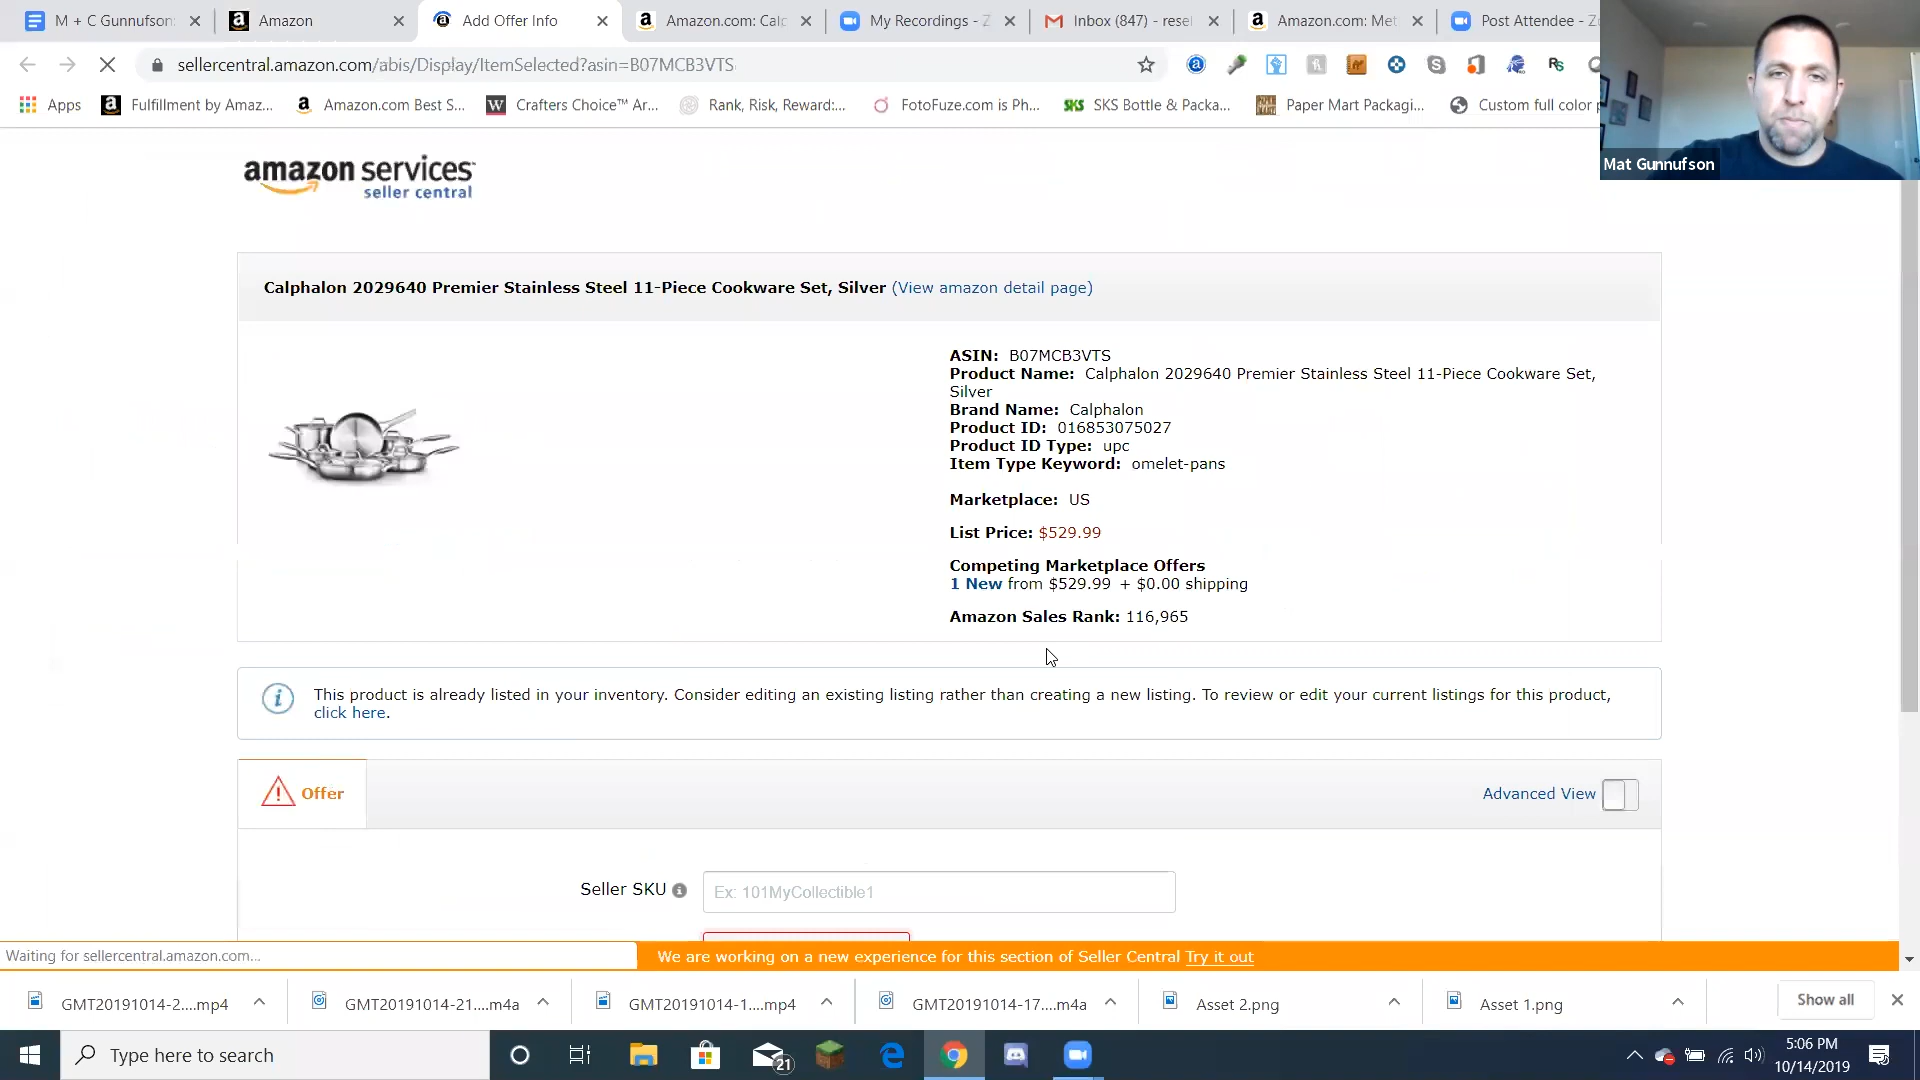 M + C Gunnufson
Amazon
Add Offer Info
Amazon.com: Calp
My Recordings - Z
Inbox (847) - resel
Amazon.com: Met
Post Attendee - Zo
sellercentral.amazon.com/abis/Display/ItemSelected?asin=B07MCB3VTS
Apps
Fulfillment by Amaz...
Amazon.com Best S...
Crafters Choice™ Ar...
Rank, Risk, Reward:...
FotoFuze.com is Ph...
SKS Bottle & Packa...
Paper Mart Packagi...
Custom full color
Mat Gunnufson
amazon services
seller central
Calphalon 2029640 Premier Stainless Steel 11-Piece Cookware Set, Silver (View amazon detail page)
ASIN: B07MCB3VTS
Product Name: Calphalon 2029640 Premier Stainless Steel 11-Piece Cookware Set,
Silver
Brand Name: Calphalon
Product ID: 016853075027
Product ID Type: upc
Item Type Keyword: omelet-pans
Marketplace: US
List Price: $529.99
Competing Marketplace Offers
1 New from $529.99 + $0.00 shipping
Amazon Sales Rank: 116,965
This product is already listed in your inventory. Consider editing an existing listing rather than creating a new listing. To review or edit your current listings for this product,
click here.
Offer
Advanced View
Seller SKU
Ex: 101MyCollectible1
Waiting for sellercentral.amazon.com...
We are working on a new experience for this section of Seller Central Try it out
GMT20191014-2....mp4
GMT20191014-21....m4a
GMT20191014-1....mp4
GMT20191014-17....m4a
Asset 2.png
Asset 1.png
Show all
Type here to search
21
5:06 PM
10/14/2019